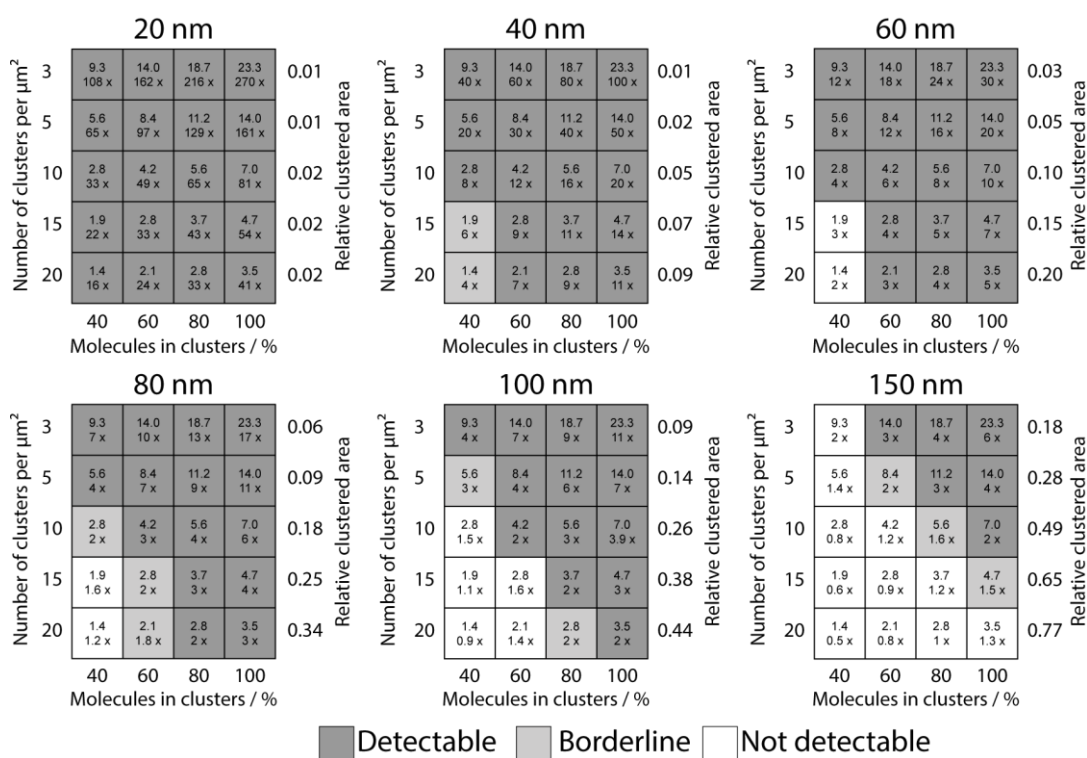 20 nm
Number of clusters per µm²
3
9.3 14.0 18.7 23.3
108 x 162 x 216 x 270 x
0.01
5
5.6 8.4 11.2 14.0
65 x 97 x 129 x 161 x
0.01
10
2.8 4.2 5.6 7.0
33 x 49 x 65 x 81 x
0.02
15
1.9 2.8 3.7 4.7
22 x 33 x 43 x 54 x
0.02
20
1.4 2.1 2.8 3.5
16 x 24 x 33 x 41 x
0.02
Relative clustered area
40 60 80 100
Molecules in clusters / %
40 nm
Number of clusters per µm²
3
9.3 14.0 18.7 23.3
40 x 60 x 80 x 100 x
0.01
5
5.6 8.4 11.2 14.0
20 x 30 x 40 x 50 x
0.02
10
2.8 4.2 5.6 7.0
8 x 12 x 16 x 20 x
0.05
15
1.9 2.8 3.7 4.7
6 x 9 x 11 x 14 x
0.07
20
1.4 2.1 2.8 3.5
4 x 7 x 9 x 11 x
0.09
Relative clustered area
40 60 80 100
Molecules in clusters / %
60 nm
Number of clusters per µm²
3
9.3 14.0 18.7 23.3
12 x 18 x 24 x 30 x
0.03
5
5.6 8.4 11.2 14.0
8 x 12 x 16 x 20 x
0.05
10
2.8 4.2 5.6 7.0
4 x 6 x 8 x 10 x
0.10
15
1.9 2.8 3.7 4.7
3 x 4 x 5 x 7 x
0.15
20
1.4 2.1 2.8 3.5
2 x 3 x 4 x 5 x
0.20
Relative clustered area
40 60 80 100
Molecules in clusters / %
80 nm
Number of clusters per µm²
3
9.3 14.0 18.7 23.3
7 x 10 x 13 x 17 x
0.06
5
5.6 8.4 11.2 14.0
4 x 7 x 9 x 11 x
0.09
10
2.8 4.2 5.6 7.0
2 x 3 x 4 x 6 x
0.18
15
1.9 2.8 3.7 4.7
1.6 x 2 x 3 x 4 x
0.25
20
1.4 2.1 2.8 3.5
1.2 x 1.8 x 2 x 3 x
0.34
Relative clustered area
40 60 80 100
Molecules in clusters / %
100 nm
Number of clusters per µm²
3
9.3 14.0 18.7 23.3
4 x 7 x 9 x 11 x
0.09
5
5.6 8.4 11.2 14.0
3 x 4 x 6 x 7 x
0.14
10
2.8 4.2 5.6 7.0
1.5 x 2 x 3 x 3.9 x
0.26
15
1.9 2.8 3.7 4.7
1.1 x 1.6 x 2 x 3 x
0.38
20
1.4 2.1 2.8 3.5
0.9 x 1.4 x 2 x 2 x
0.44
Relative clustered area
40 60 80 100
Molecules in clusters / %
150 nm
Number of clusters per µm²
3
9.3 14.0 18.7 23.3
2 x 3 x 4 x 6 x
0.18
5
5.6 8.4 11.2 14.0
1.4 x 2 x 3 x 4 x
0.28
10
2.8 4.2 5.6 7.0
0.8 x 1.2 x 1.6 x 2 x
0.49
15
1.9 2.8 3.7 4.7
0.6 x 0.9 x 1.2 x 1.5 x
0.65
20
1.4 2.1 2.8 3.5
0.5 x 0.8 x 1 x 1.3 x
0.77
Relative clustered area
40 60 80 100
Molecules in clusters / %
Detectable Borderline Not detectable